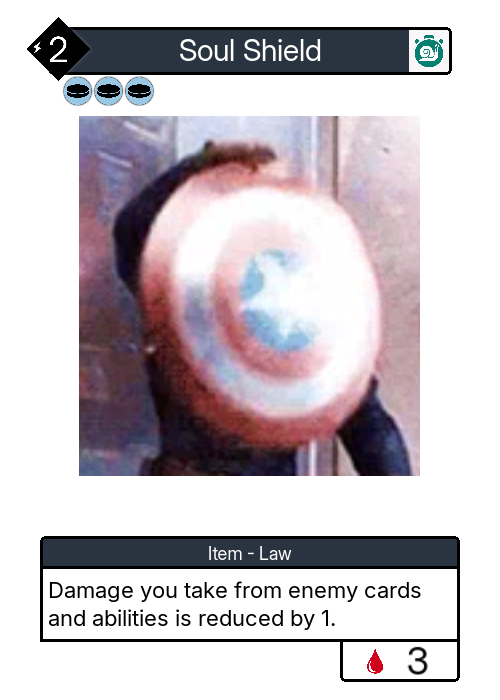 2
Soul Shield
Item - Law
Damage you take from enemy cards
and abilities is reduced by 1.
3